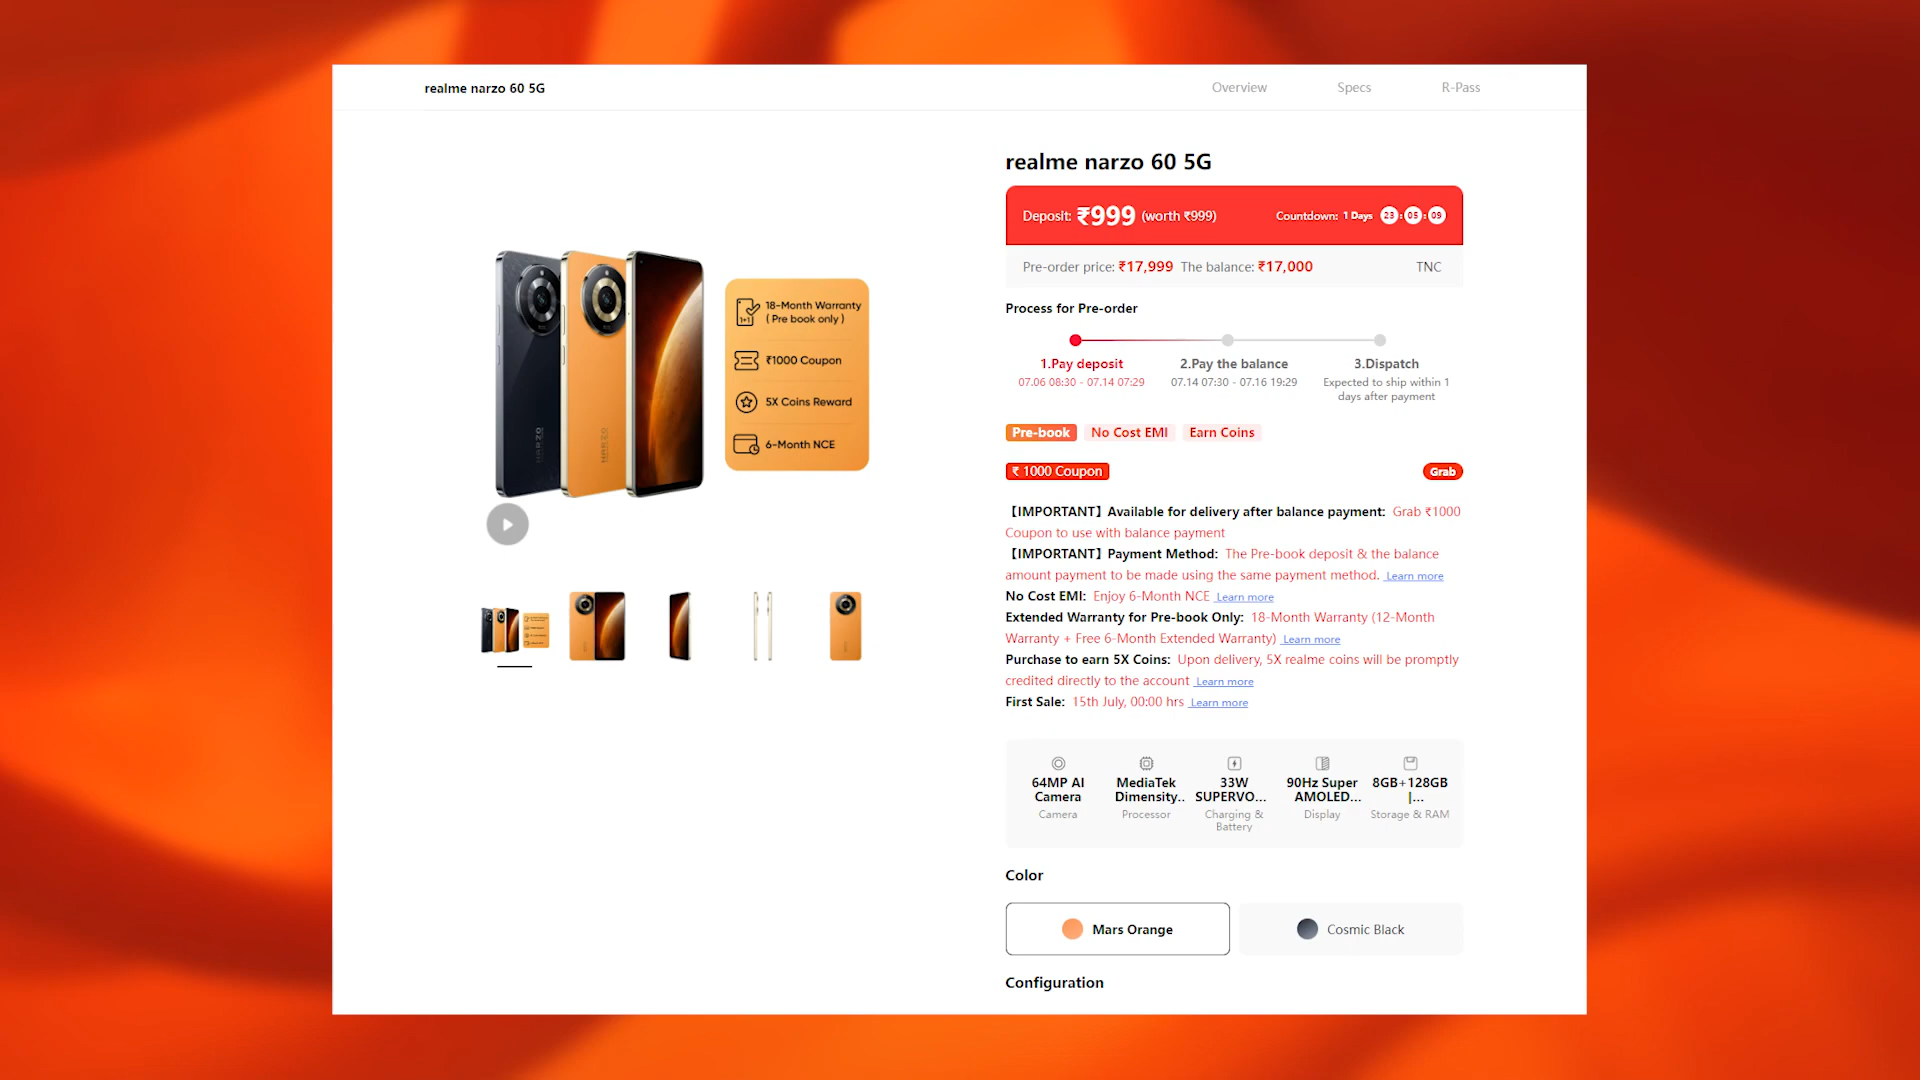 realme narzo 60 5G
Overview
Specs
R-Pass
realme narzo 60 5G
Deposit: ₹999 (worth ₹999)
Countdown: 1 Days 23 : 05 : 09
Pre-order price: ₹17,999 The balance: ₹17,000
TNC
Process for Pre-order
1.Pay deposit
07.06 08:30 - 07.14 07:29
2.Pay the balance
07.14 07:30 - 07.16 19:29
3.Dispatch
Expected to ship within 1
days after payment
Pre-book
No Cost EMI
Earn Coins
₹ 1000 Coupon
Grab
【IMPORTANT】Available for delivery after balance payment: Grab ₹1000
Coupon to use with balance payment
【IMPORTANT】Payment Method: The Pre-book deposit & the balance
amount payment to be made using the same payment method. Learn more
No Cost EMI: Enjoy 6-Month NCE Learn more
Extended Warranty for Pre-book Only: 18-Month Warranty (12-Month
Warranty + Free 6-Month Extended Warranty) Learn more
Purchase to earn 5X Coins: Upon delivery, 5X realme coins will be promptly
credited directly to the account Learn more
First Sale: 15th July, 00:00 hrs Learn more
64MP AI
Camera
Camera
MediaTek
Dimensity..
Processor
33W
SUPERVO...
Charging &
Battery
90Hz Super
AMOLED...
Display
8GB+128GB
|...
Storage & RAM
Color
Mars Orange
Cosmic Black
Configuration
18-Month Warranty
( Pre book only )
1+1
₹1000 Coupon
5X Coins Reward
6-Month NCE
NARZO
NARZO